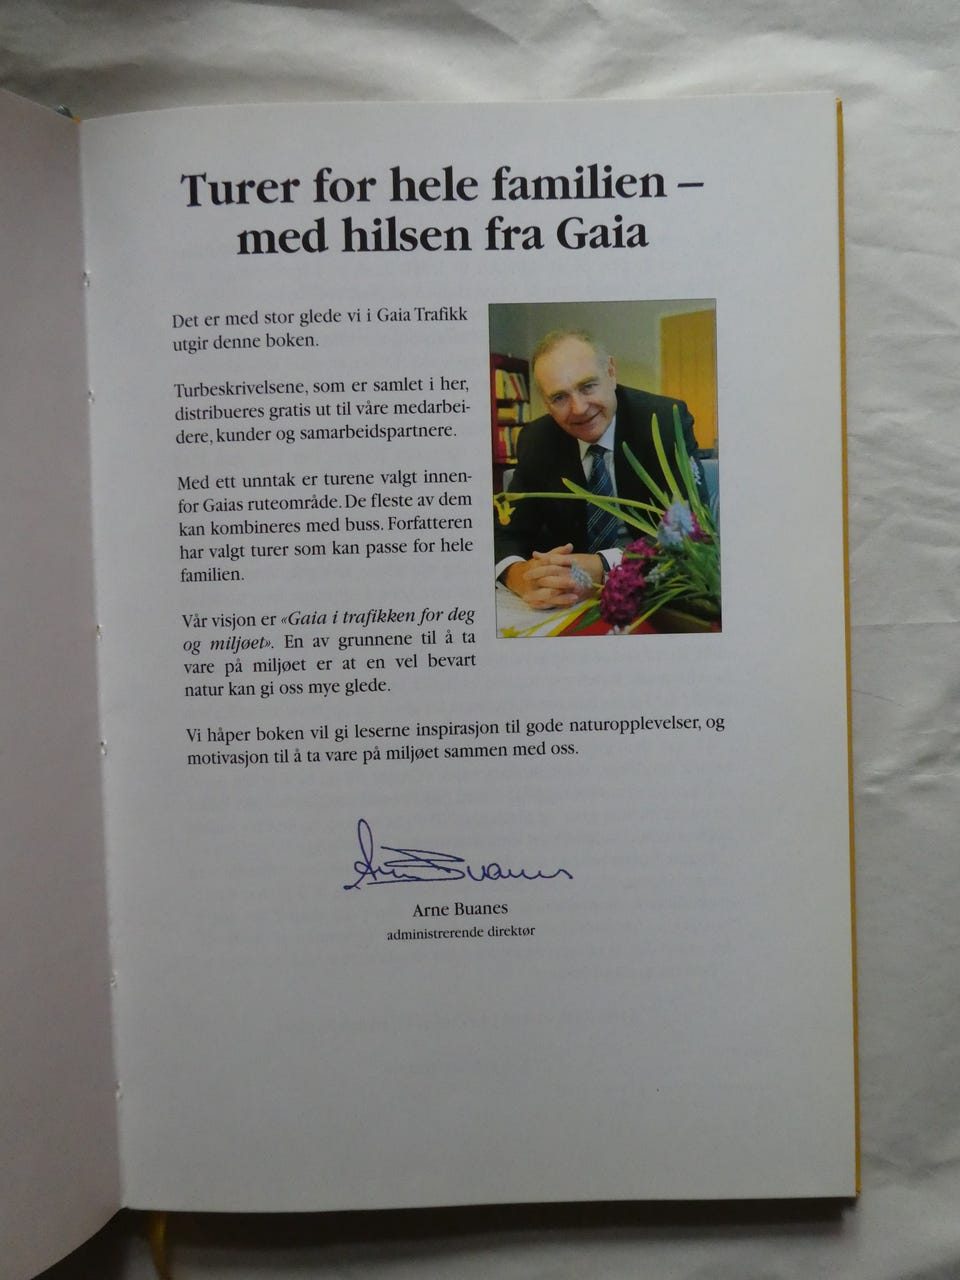 Turer for hele familien –
med hilsen fra Gaia
Det er med stor glede vi i Gaia Trafikk
utgir denne boken.
Turbeskrivelsene, som er samlet i her,
distribueres gratis ut til våre medarbei-
dere, kunder og samarbeidspartnere.
Med ett unntak er turene valgt innen-
for Gaias ruteområde. De fleste av dem
kan kombineres med buss. Forfatteren
har valgt turer som kan passe for hele
familien.
Vår visjon er «Gaia i trafikken for deg
og miljøet». En av grunnene til å ta
vare på miljøet er at en vel bevart
natur kan gi oss mye glede.
Vi håper boken vil gi leserne inspirasjon til gode naturopplevelser, og
motivasjon til å ta vare på miljøet sammen med oss.
Arne Buanes
Arne Buanes
administrerende direktør